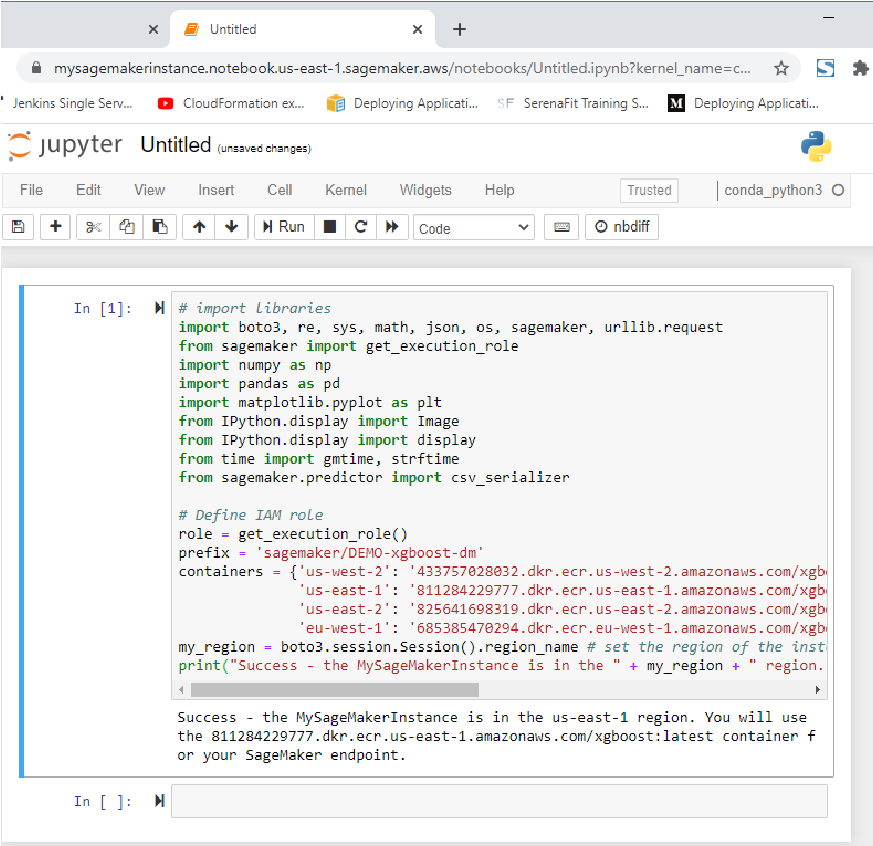 Untitled
mysagemakerinstance.notebook.us-east-1.sagemaker.aws/notebooks/Untitled.ipynb?kernel_name=c...
Jenkins Single Serv... CloudFormation ex... Deploying Applicati... SF SerenaFit Training S... M Deploying Applicati...
jupyter Untitled (unsaved changes)
File Edit View Insert Cell Kernel Widgets Help Trusted conda_python3
Run Code nbdiff
In [1]:
# import libraries
import boto3, re, sys, math, json, os, sagemaker, urllib.request
from sagemaker import get_execution_role
import numpy as np
import pandas as pd
import matplotlib.pyplot as plt
from IPython.display import Image
from IPython.display import display
from time import gmtime, strftime
from sagemaker.predictor import csv_serializer
# Define IAM role
role = get_execution_role()
prefix = 'sagemaker/DEMO-xgboost-dm'
containers = {'us-west-2': '433757028032.dkr.ecr.us-west-2.amazonaws.com/xgb
'us-east-1': '811284229777.dkr.ecr.us-east-1.amazonaws.com/xgb
'us-east-2': '825641698319.dkr.ecr.us-east-2.amazonaws.com/xgb
'eu-west-1': '685385470294.dkr.ecr.eu-west-1.amazonaws.com/xgb
my_region = boto3.session.Session().region_name # set the region of the inst
print("Success - the MySageMakerInstance is in the " + my_region + " region.
Success - the MySageMakerInstance is in the us-east-1 region. You will use
the 811284229777.dkr.ecr.us-east-1.amazonaws.com/xgboost:latest container f
or your SageMaker endpoint.
In [ ]: